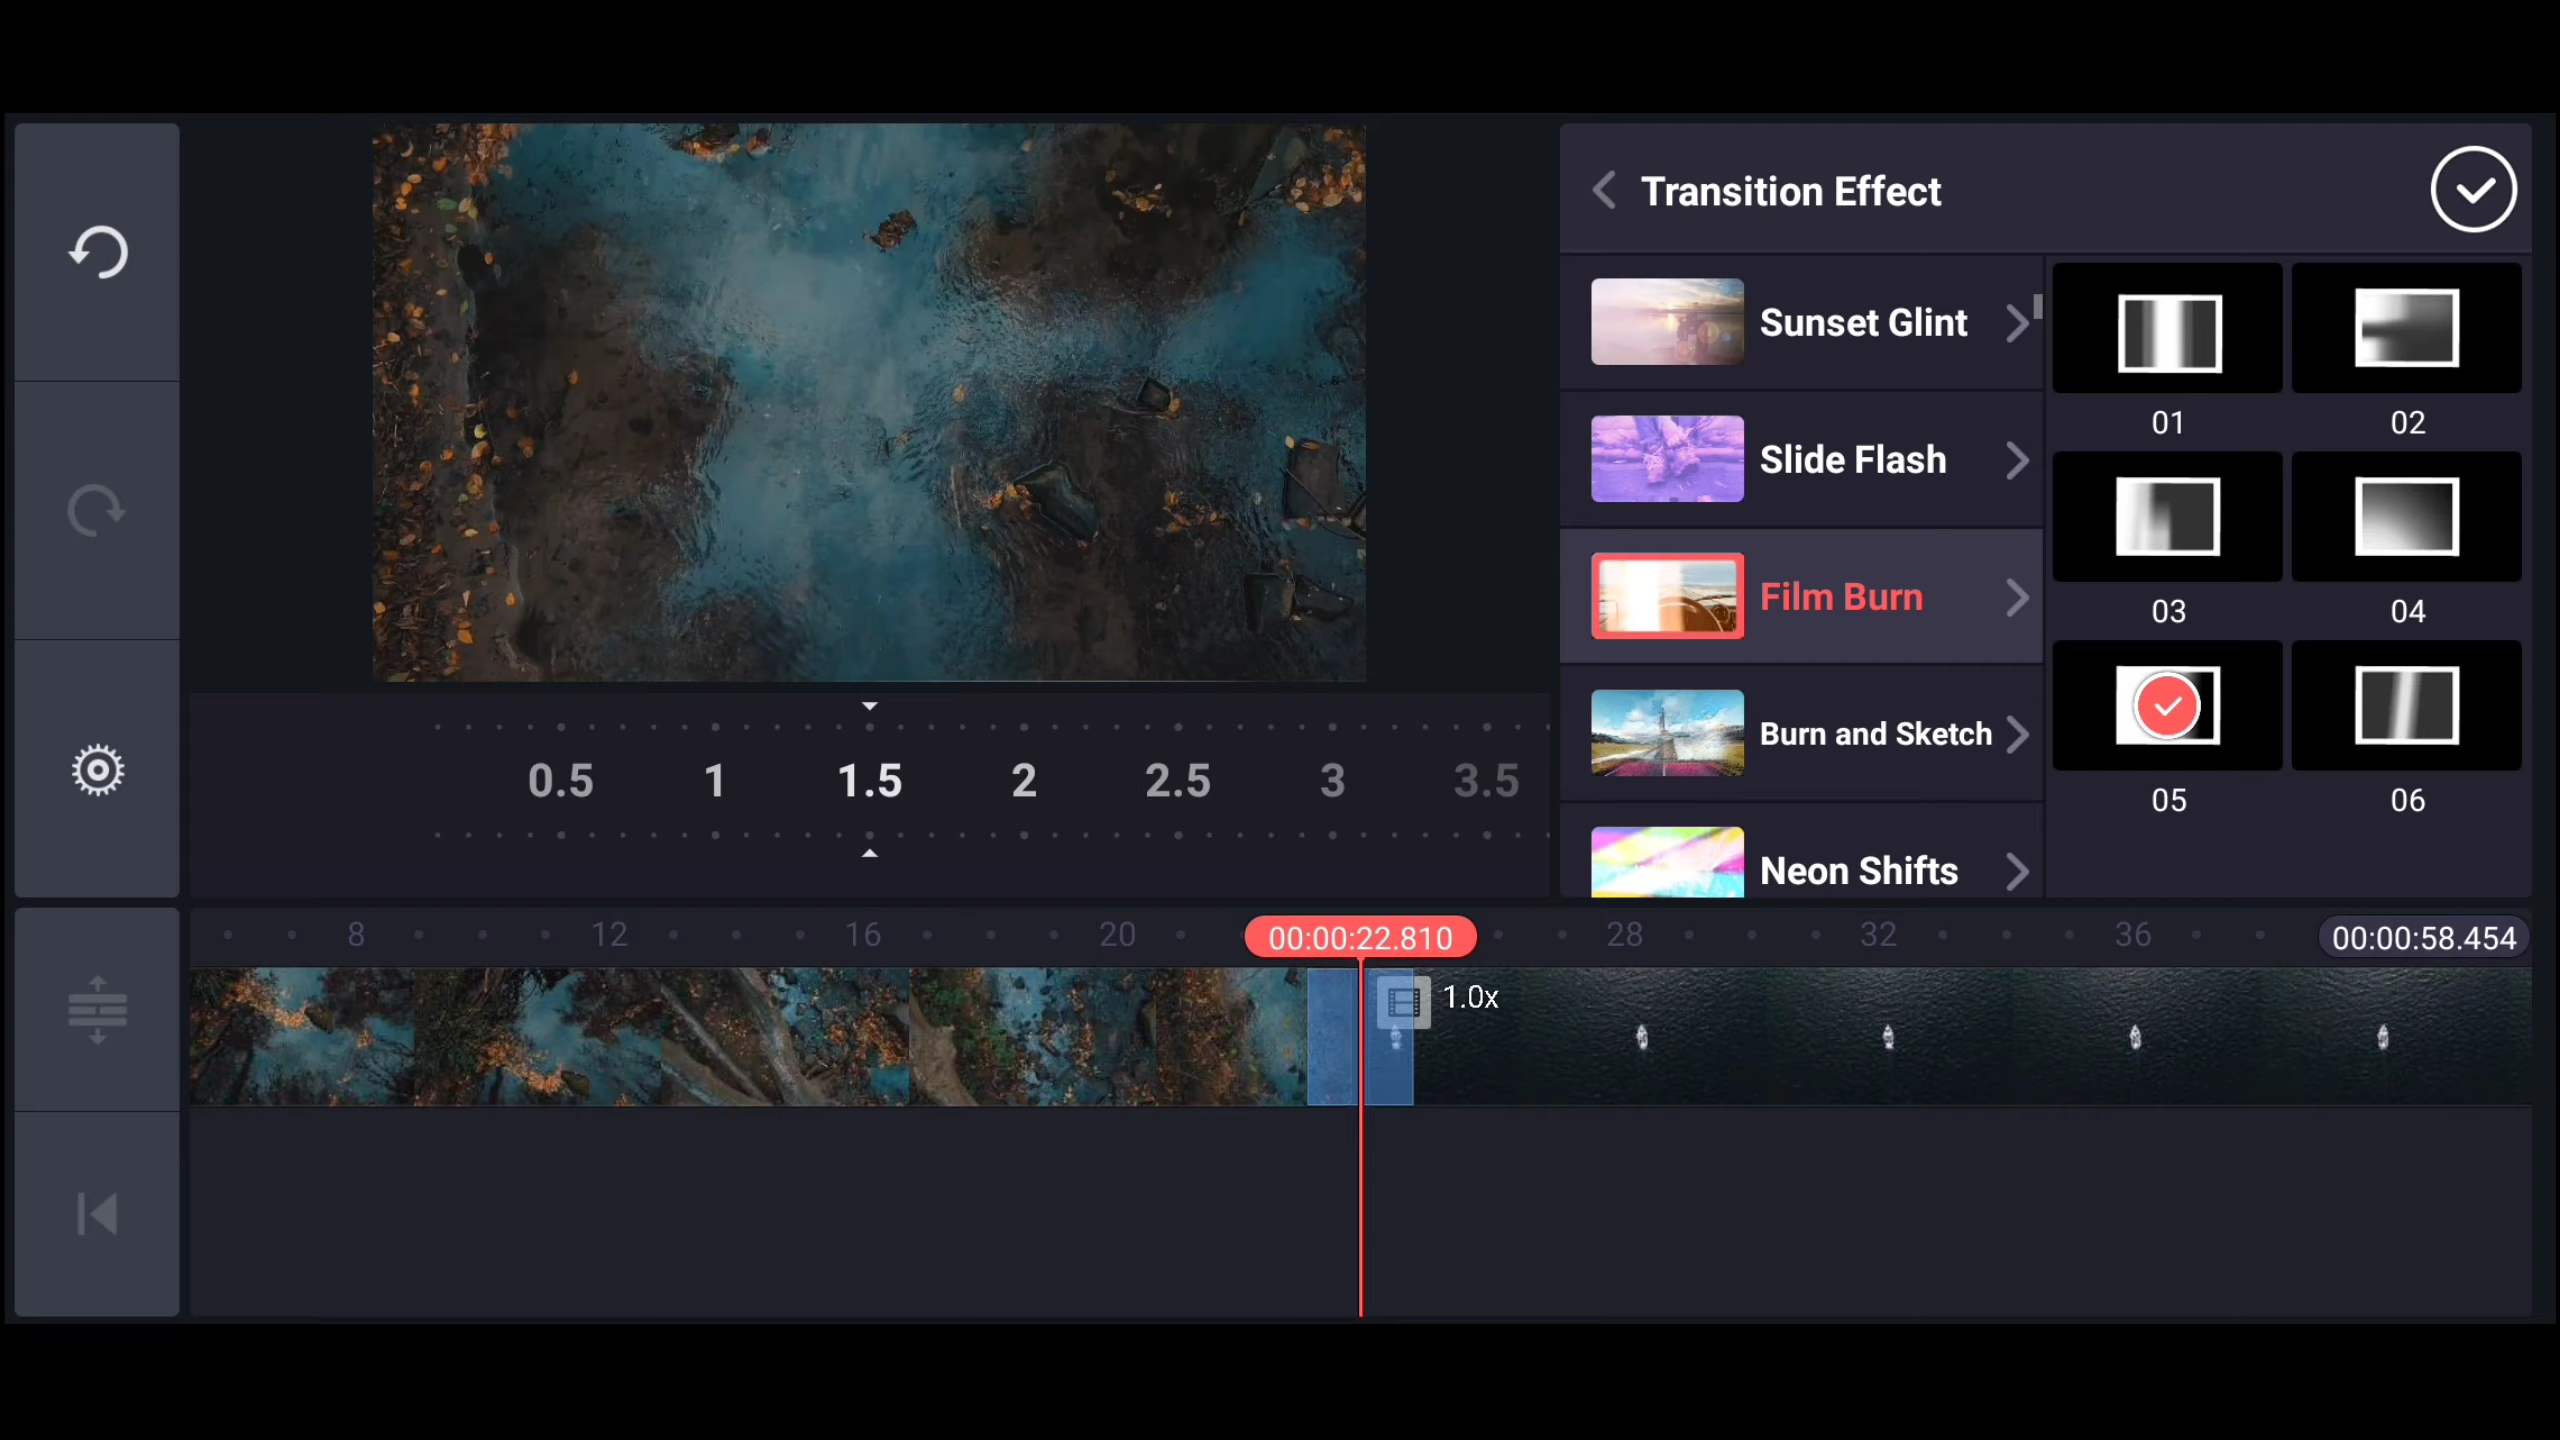 Transition Effect
Sunset Glint
Slide Flash
Film Burn
Burn and Sketch
Neon Shifts
01
02
03
04
05
06
0.5 1 1.5 2 2.5 3 3.5
8 12 16 20 00:00:22.810 28 32 36 00:00:58.454
1.0x